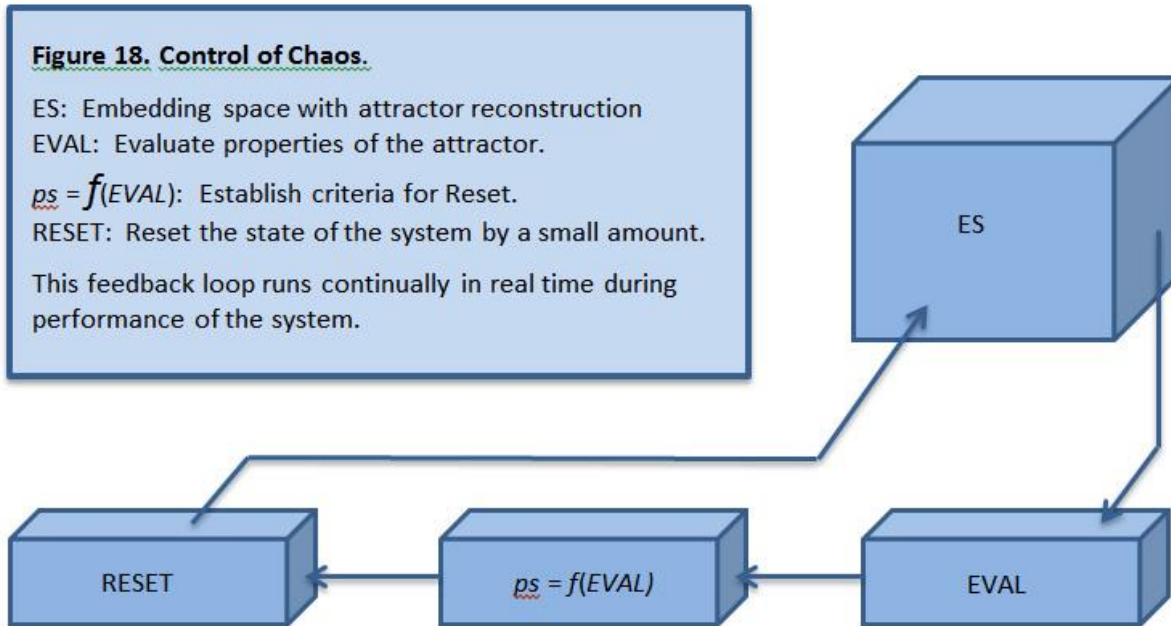 Figure 18. Control of Chaos.
ES: Embedding space with attractor reconstruction
EVAL: Evaluate properties of the attractor.
ps = f(EVAL): Establish criteria for Reset.
RESET: Reset the state of the system by a small amount.
This feedback loop runs continually in real time during
performance of the system.
ES
RESET
ps = f(EVAL)
EVAL